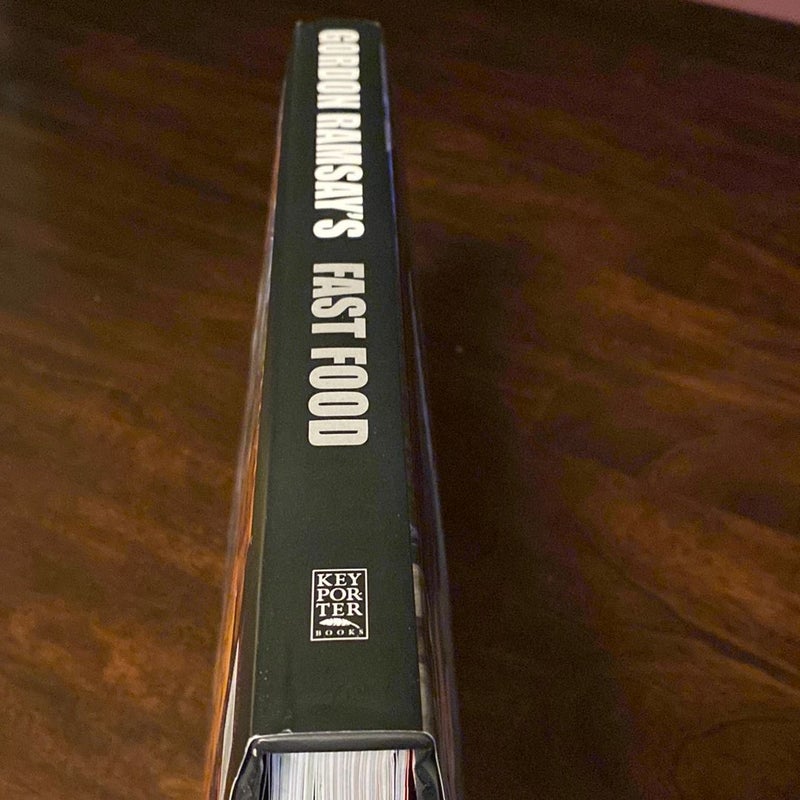 GORDON RAMSAY'S FAST FOOD
KEY
POR-
TER
BOOKS